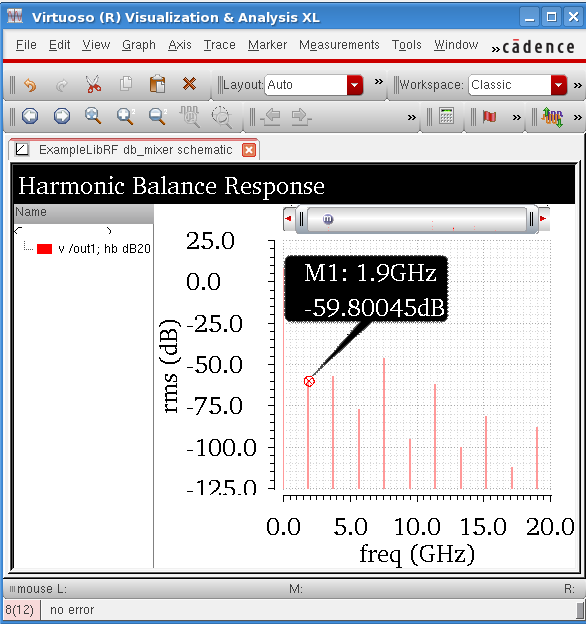 Virtuoso (R) Visualization & Analysis XL
File Edit View Graph Axis Trace Marker Measurements Tools Window » cādence
Layout: Auto » Workspace: Classic »
» » »
ExampleLibRF db_mixer schematic
Harmonic Balance Response
Name
v /out1; hb dB20
m
25.0
0.0
-25.0
-50.0
-75.0
-100.0
-125.0
rms (dB)
M1: 1.9GHz
-59.80045dB
0.0 5.0 10.0 15.0 20.0
freq (GHz)
mouse L: M: R:
8(12) no error